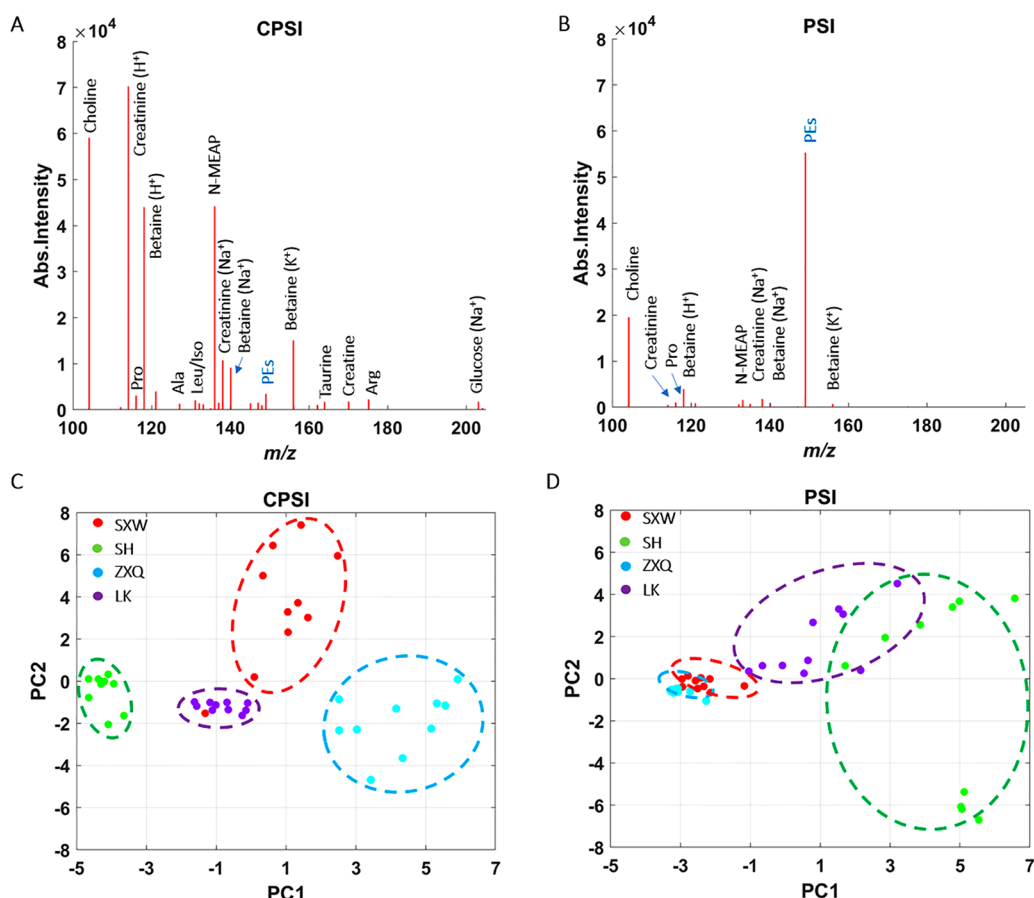 A
CPSI
×10⁴
8
7
6
5
4
3
2
1
0
Abs.Intensity
Choline
Creatinine (H⁺)
Pro
Betaine (H⁺)
Ala
Leu/Iso
N-MEAP
Creatinine (Na⁺)
Betaine (Na⁺)
PEs
Betaine (K⁺)
Taurine
Creatine
Arg
Glucose (Na⁺)
100 120 140 160 180 200
m/z
B
PSI
×10⁴
8
7
6
5
4
3
2
1
0
Abs.Intensity
Choline
Creatinine
Pro
Betaine (H⁺)
N-MEAP
Creatinine (Na⁺)
Betaine (Na⁺)
PEs
Betaine (K⁺)
100 120 140 160 180 200
m/z
C
CPSI
8
6
4
2
0
-2
-4
-6
-8
PC2
SXW
SH
ZXQ
LK
-5 -3 -1 1 3 5 7
PC1
D
PSI
8
6
4
2
0
-2
-4
-6
-8
PC2
SXW
SH
ZXQ
LK
-5 -3 -1 1 3 5 7
PC1